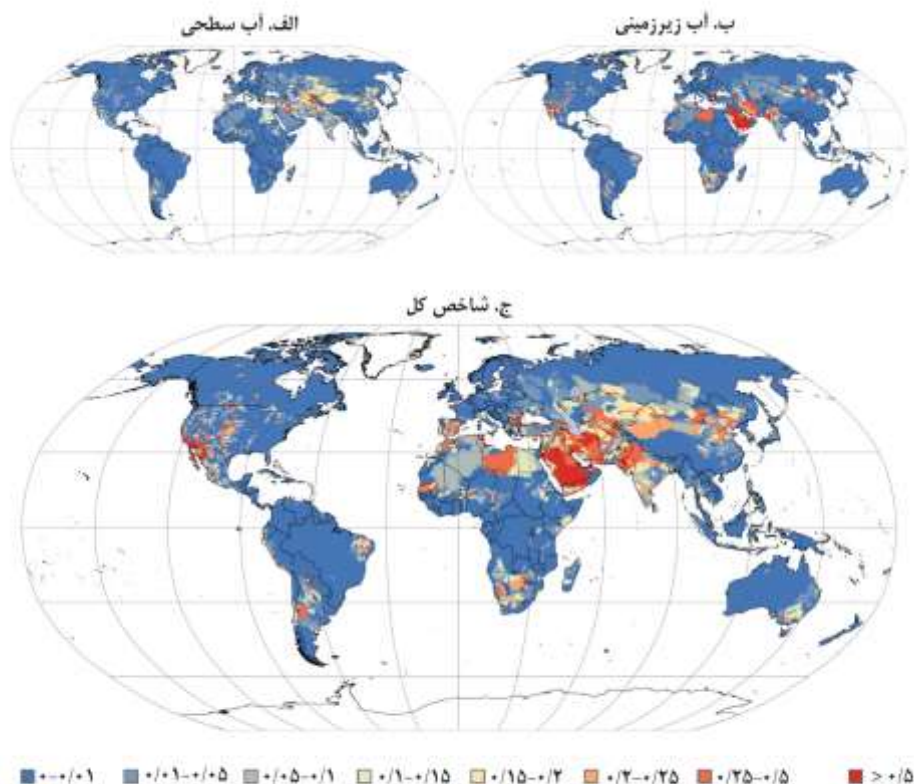 الف. آب سطحی
ب. آب زیرزمینی
ج. شاخص کل
۰-۰/۰۱ ۰/۰۱-۰/۰۵ ۰/۰۵-۰/۱ ۰/۱-۰/۱۵ ۰/۱۵-۰/۲ ۰/۲-۰/۲۵ ۰/۲۵-۰/۵ > ۰/۵